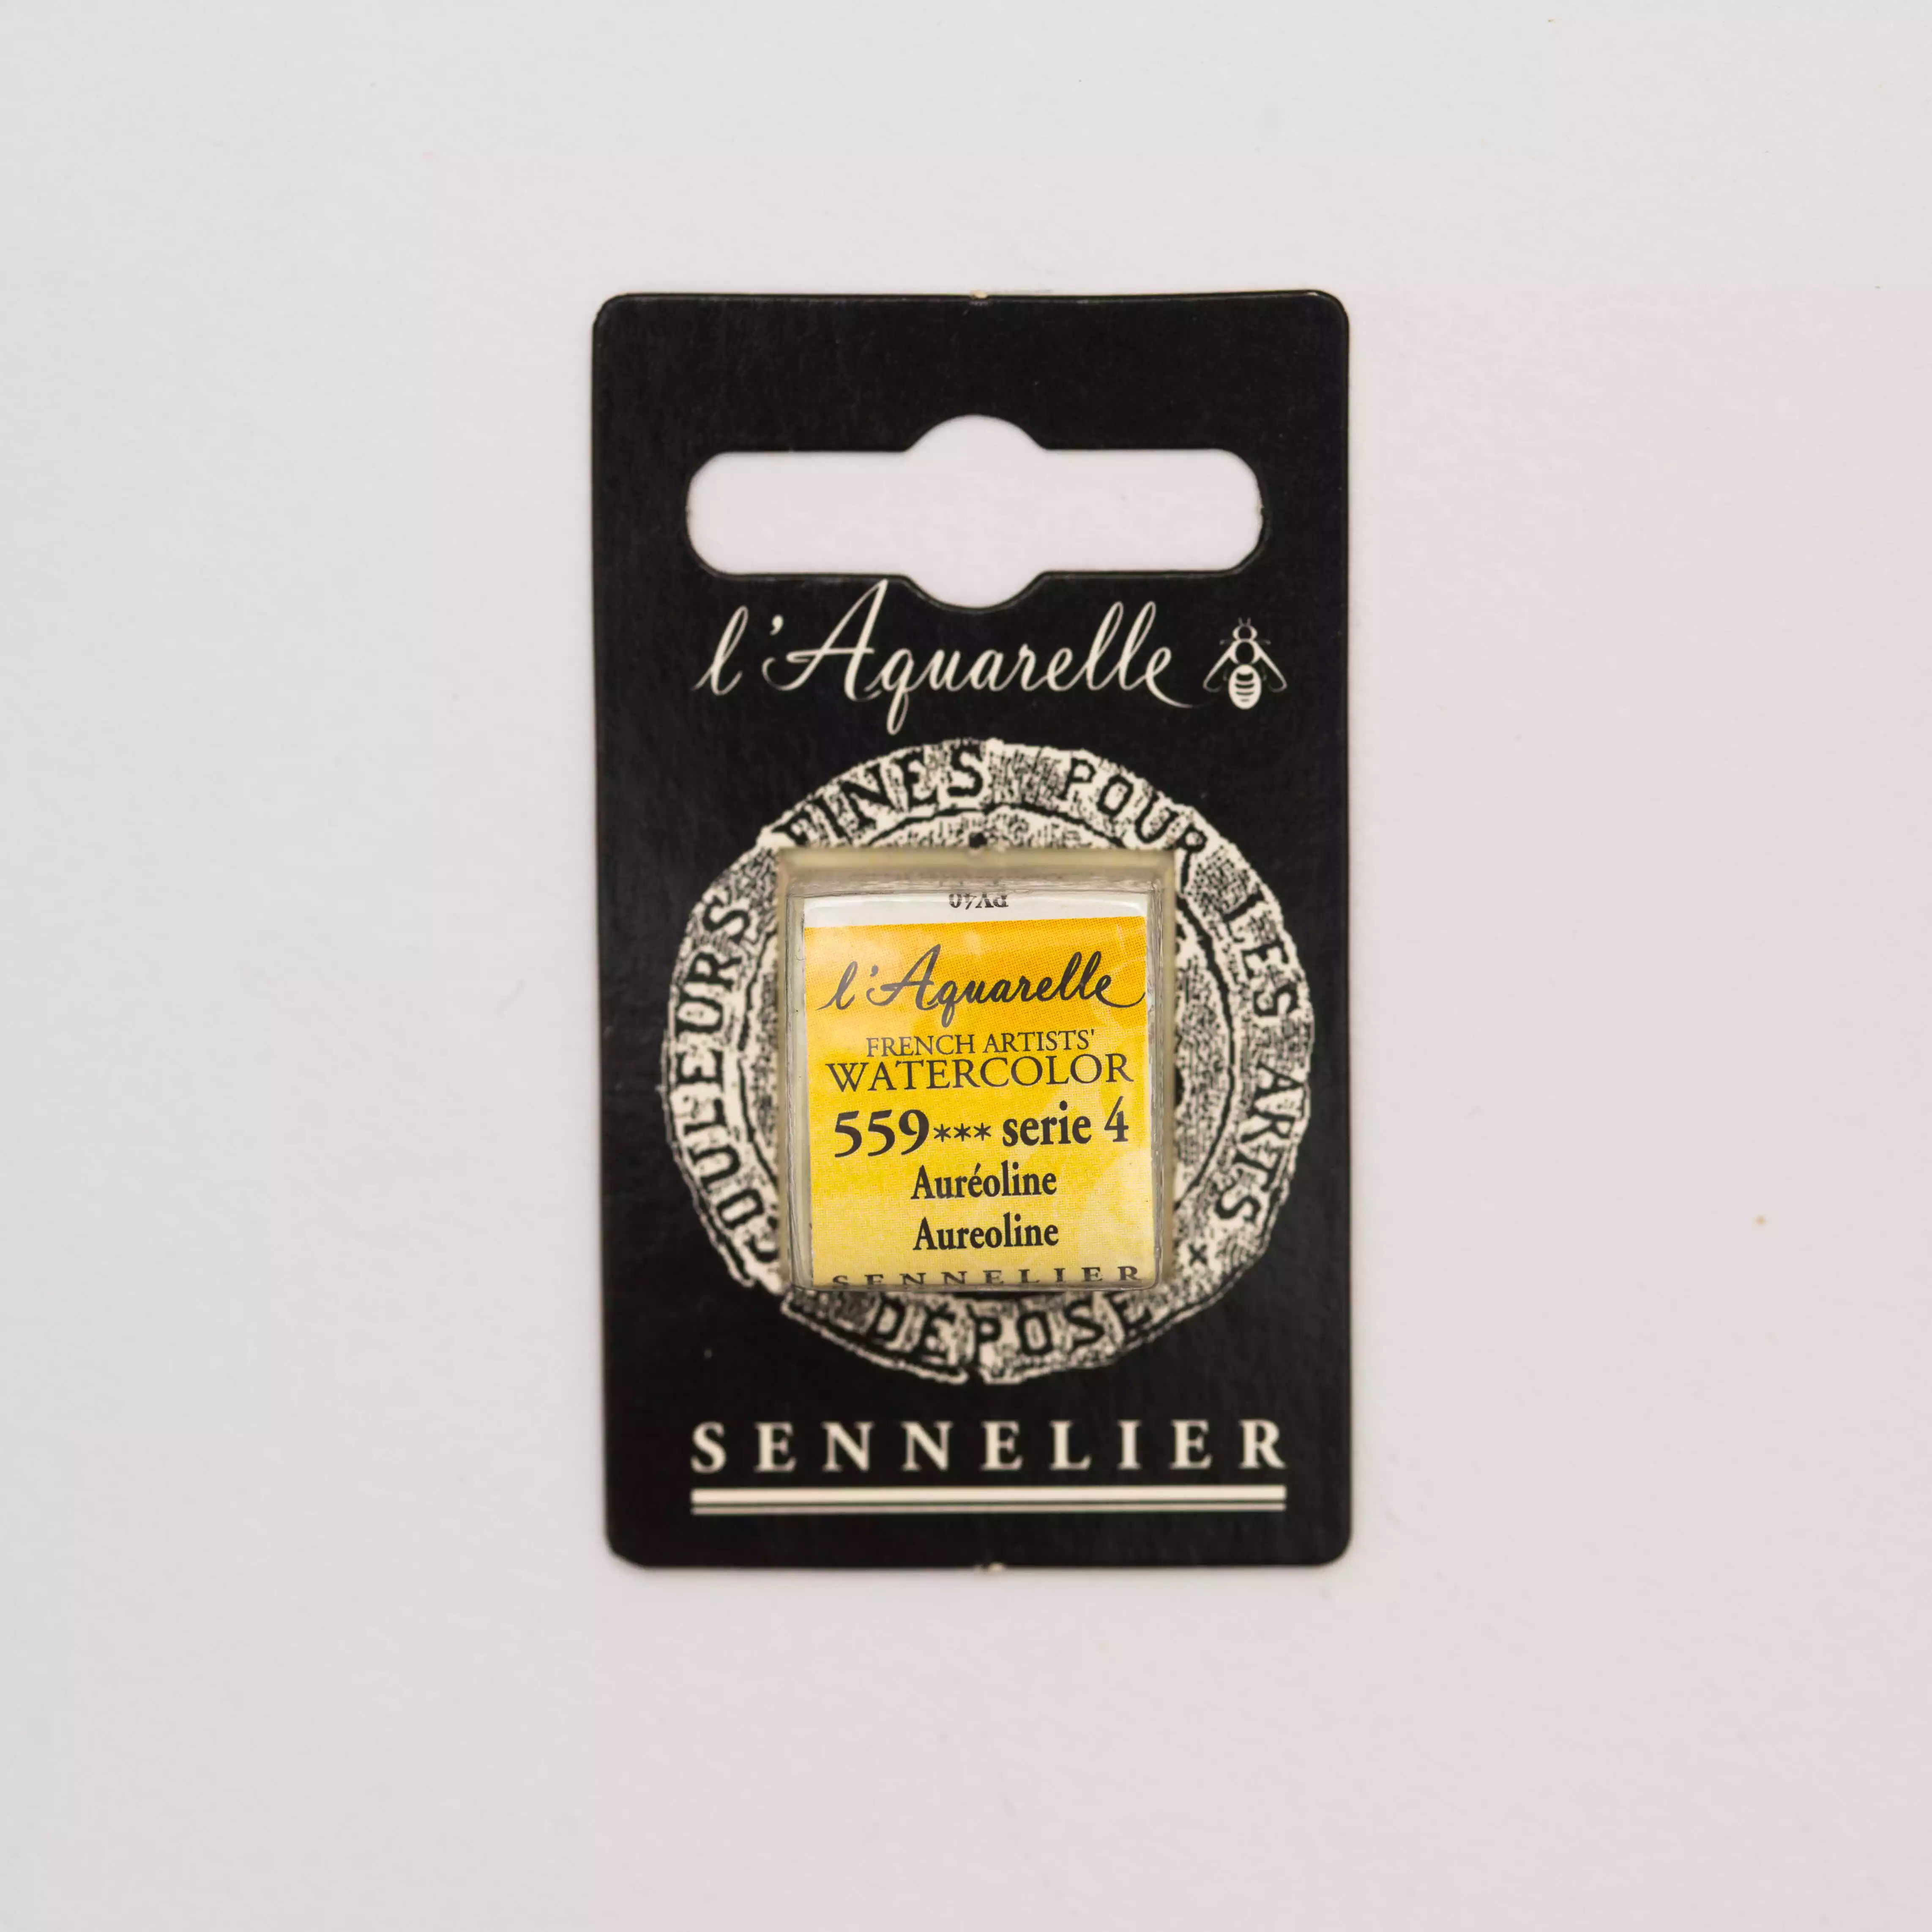 l'Aquarelle
COULEURS FINES POUR LES ARTS
PY40
l'Aquarelle
FRENCH ARTISTS'
WATERCOLOR
559*** serie 4
Auréoline
Aureoline
SENNELIER
DÉPOSÉ
SENNELIER